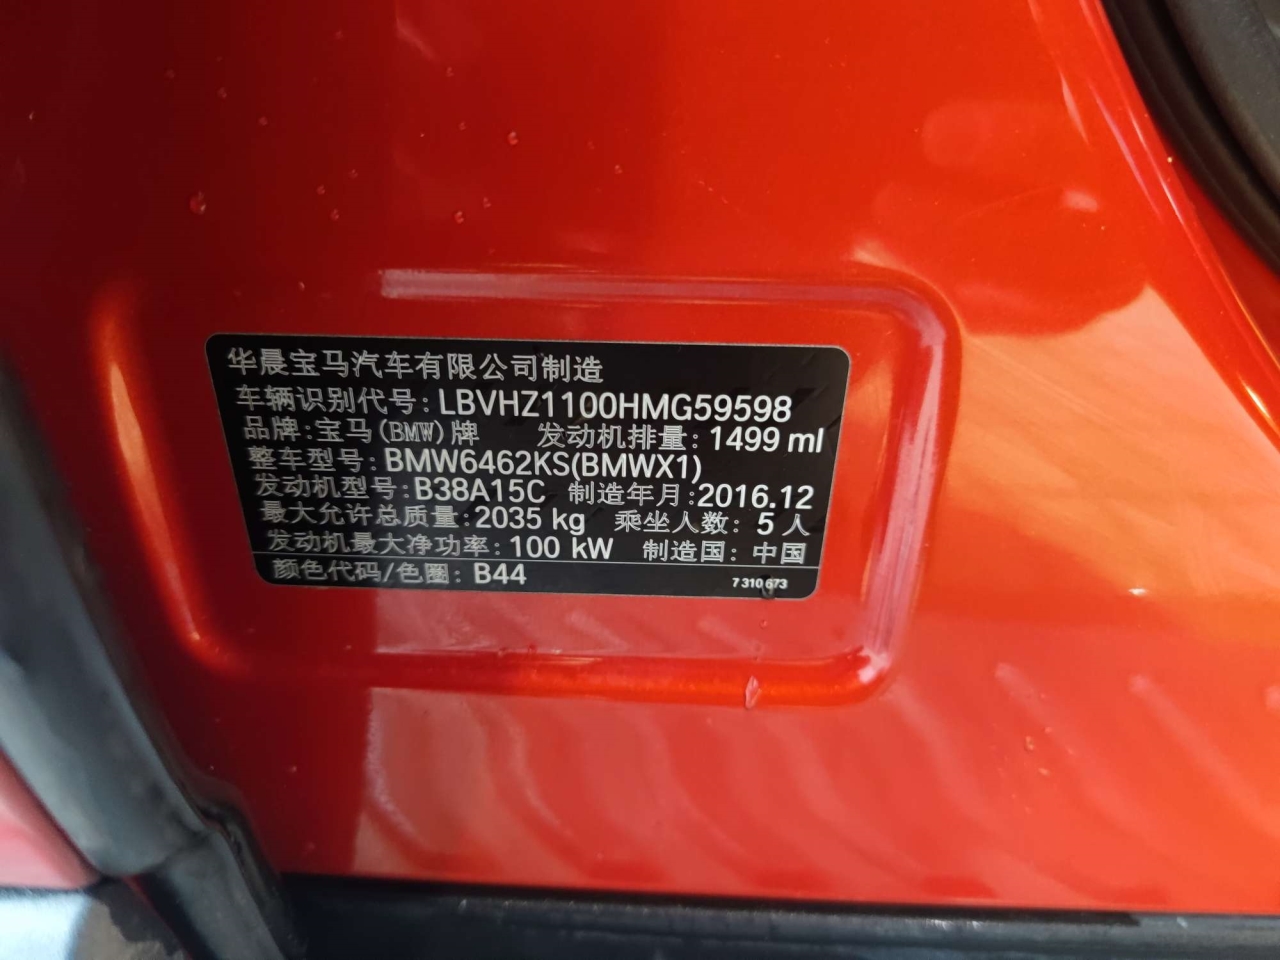 华晨宝马汽车有限公司制造
车辆识别代号: LBVHZ1100HMG59598
品牌: 宝马(BMW)牌 发动机排量: 1499 ml
整车型号: BMW6462KS(BMWX1)
发动机型号: B38A15C 制造年月: 2016.12
最大允许总质量: 2035 kg 乘坐人数: 5 人
发动机最大净功率: 100 kW 制造国: 中国
颜色代码/色圈: B44 7 310 673